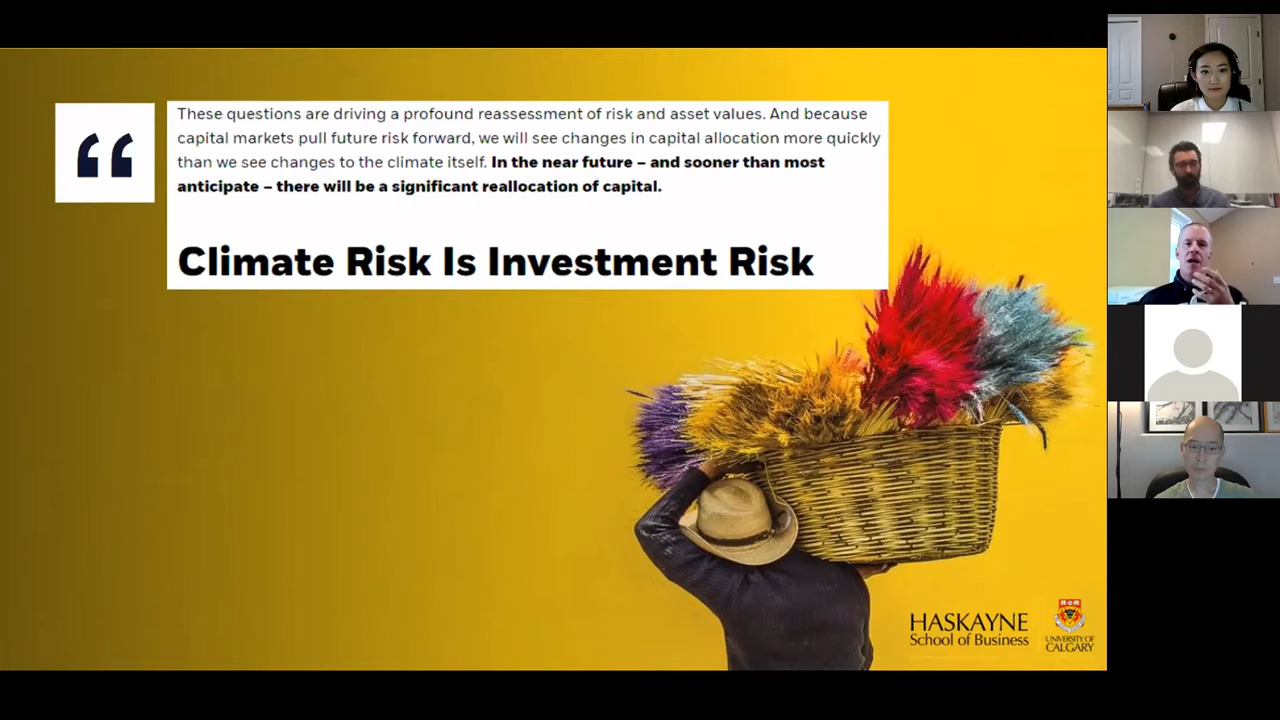 These questions are driving a profound reassessment of risk and asset values. And because
capital markets pull future risk forward, we will see changes in capital allocation more quickly
than we see changes to the climate itself. In the near future – and sooner than most
anticipate – there will be a significant reallocation of capital.
Climate Risk Is Investment Risk
HASKAYNE
School of Business
UNIVERSITY OF
CALGARY